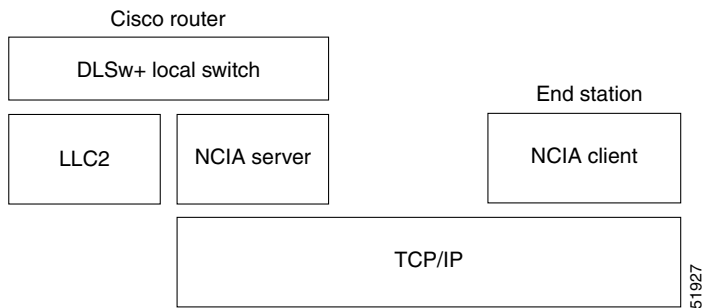 Cisco router
DLSw+ local switch
End station
LLC2
NCIA server
NCIA client
TCP/IP
51927